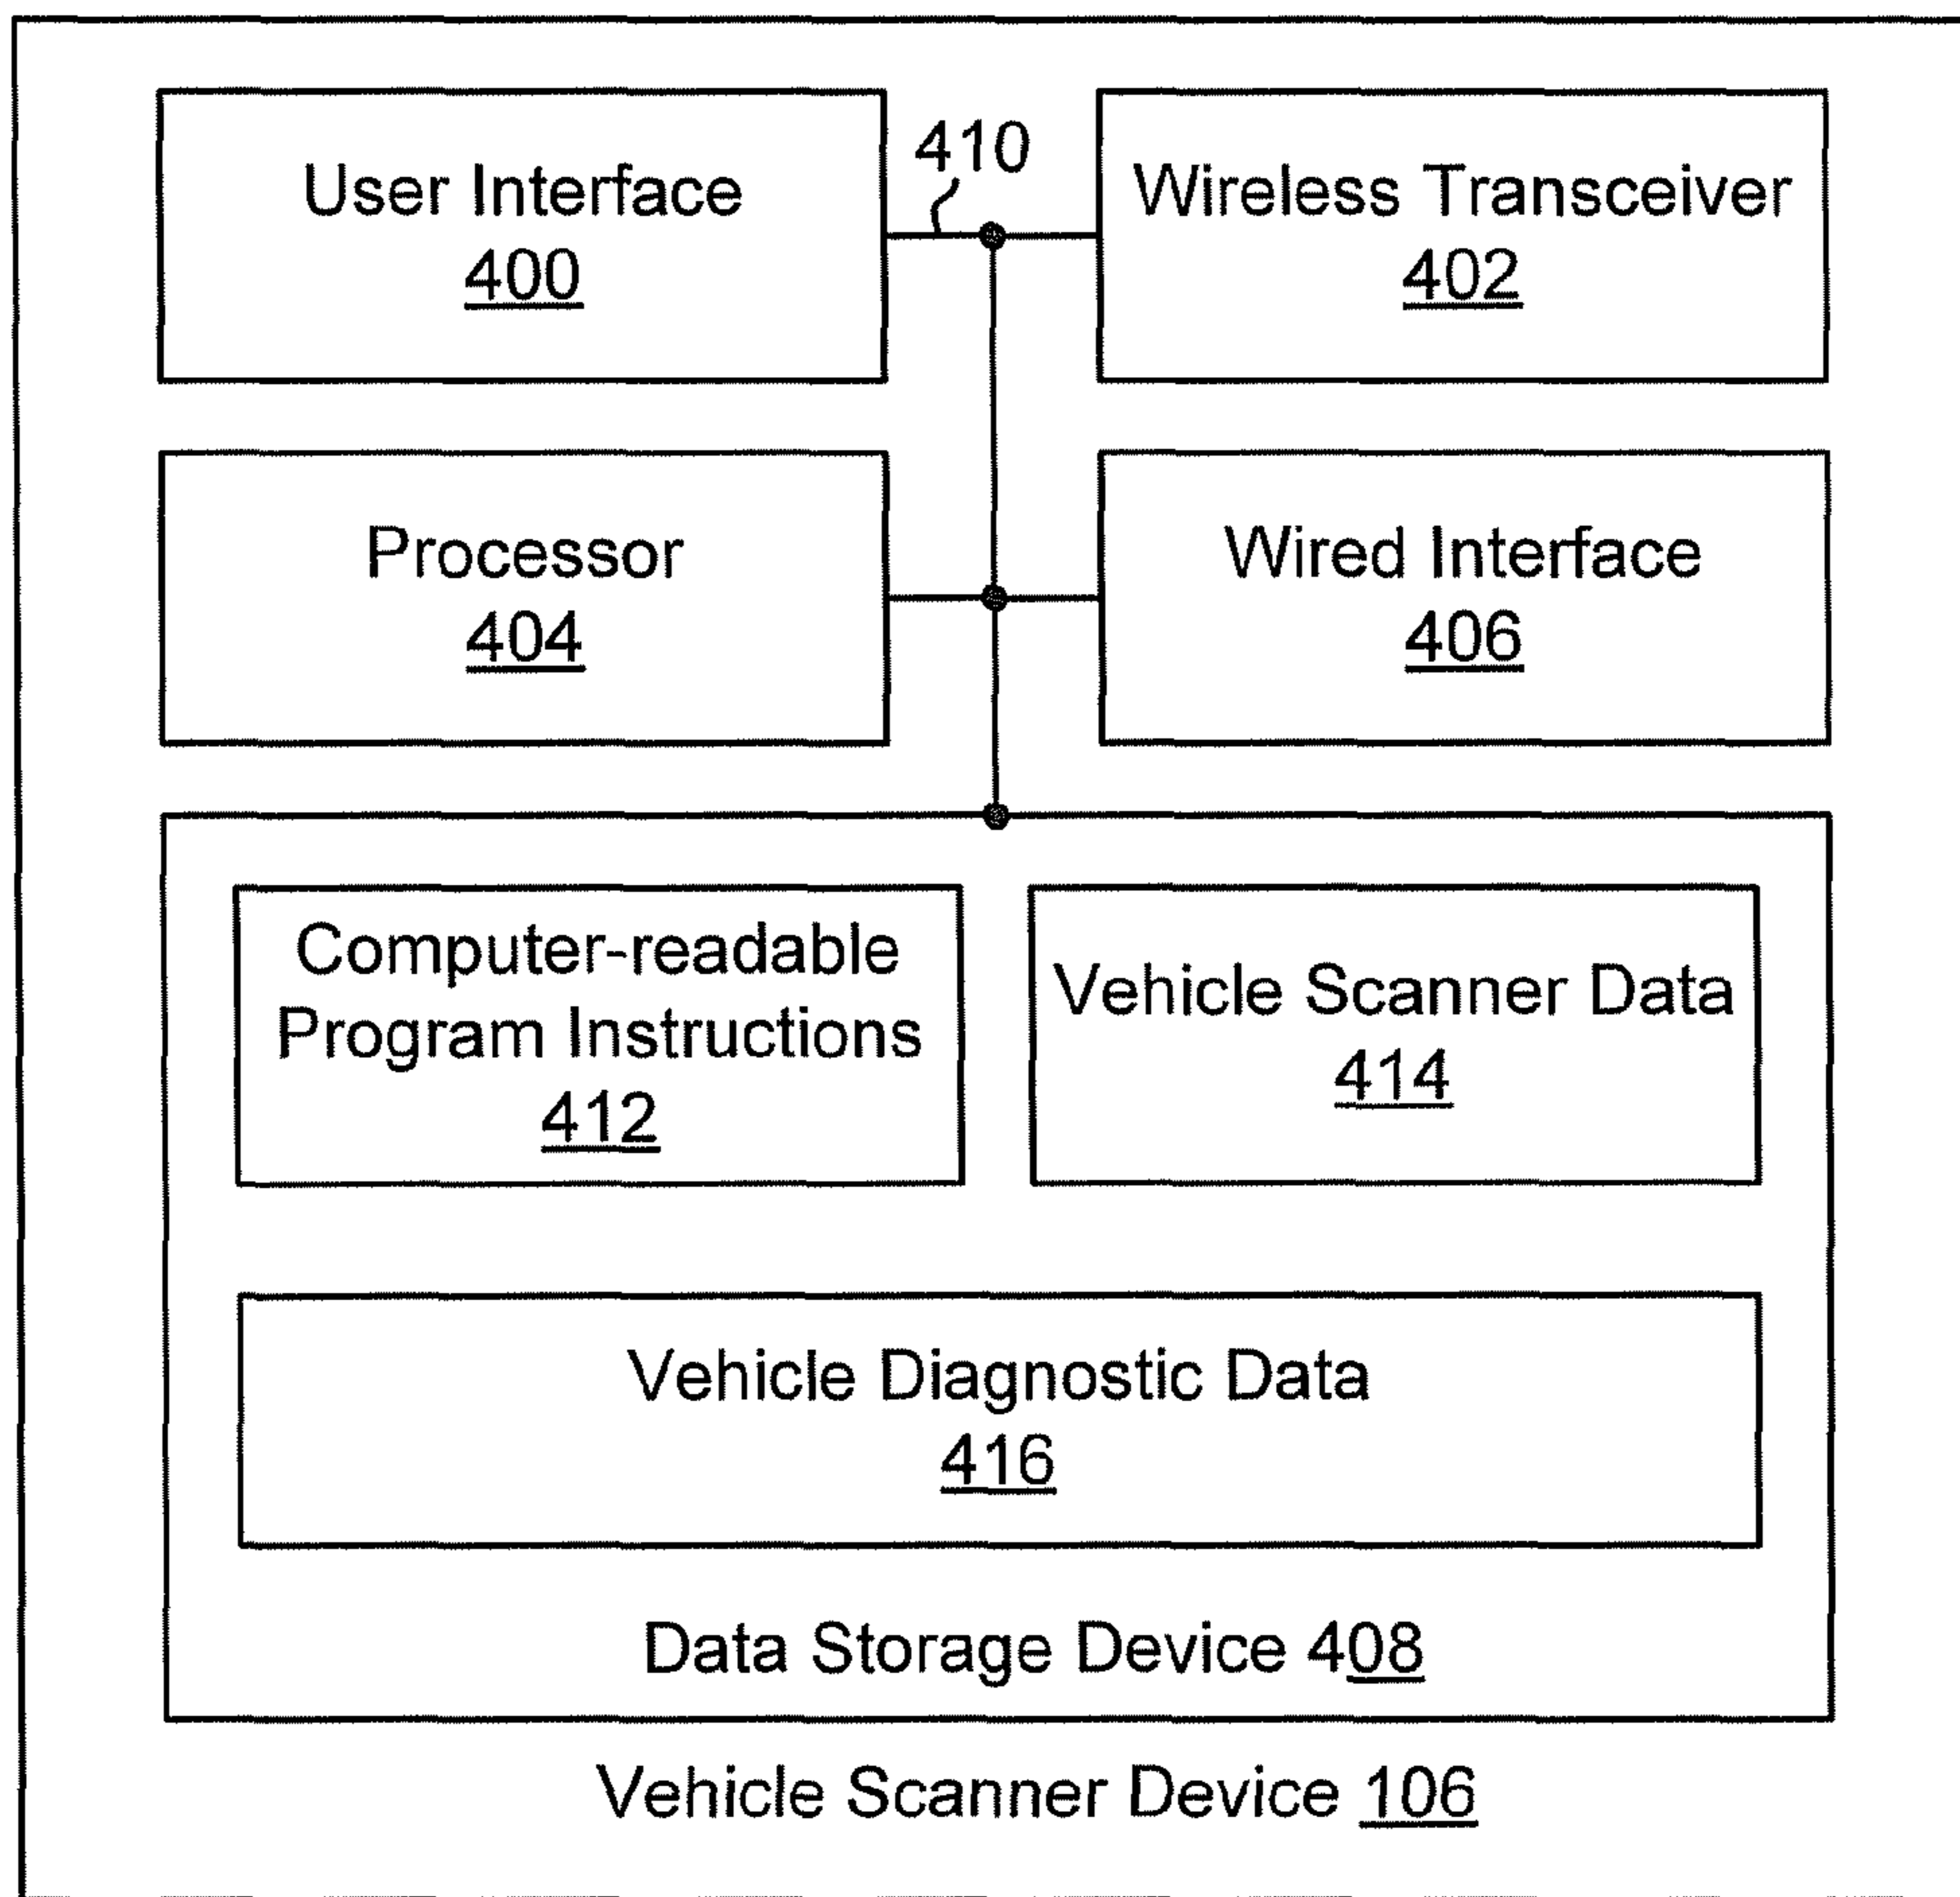 User Interface
400
410
Wireless Transceiver
402
Processor
404
Wired Interface
406
Computer-readable
Program Instructions
412
Vehicle Scanner Data
414
Vehicle Diagnostic Data
416
Data Storage Device 408
Vehicle Scanner Device 106